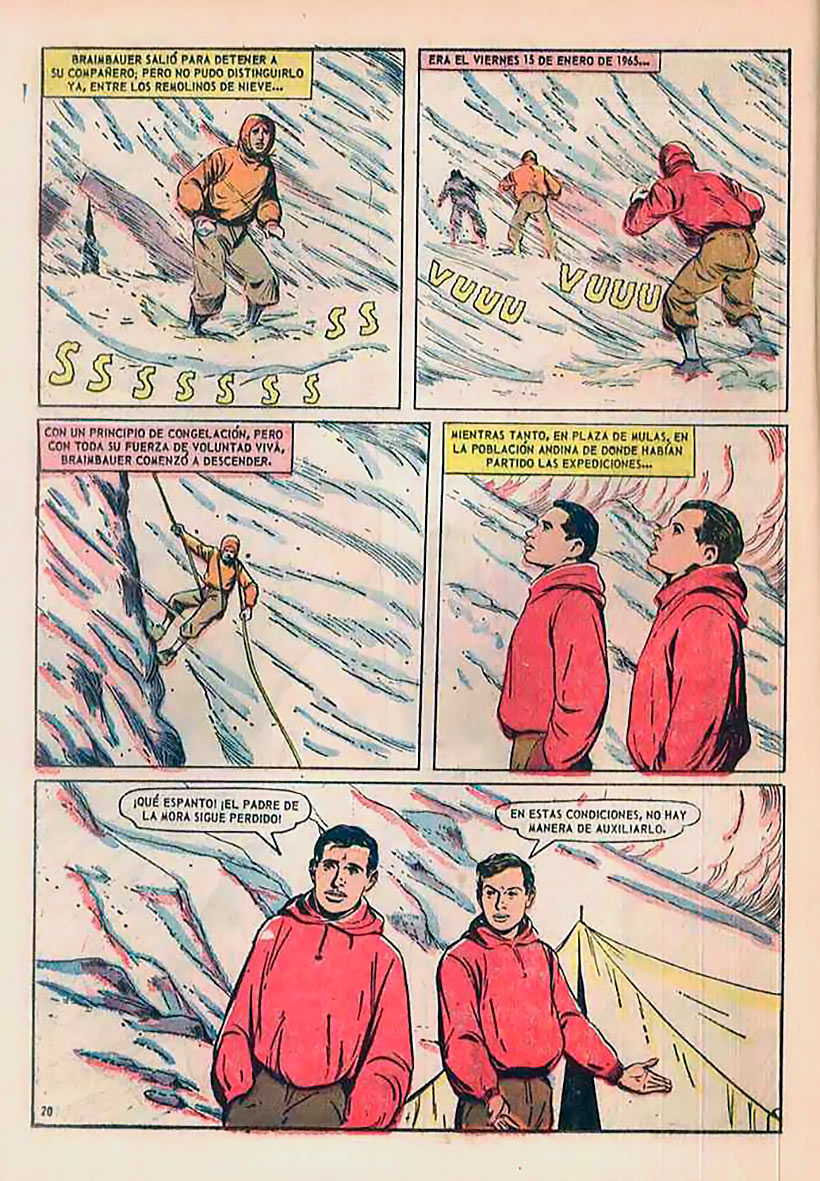 BRAIMBAUER SALIÓ PARA DETENER A
SU COMPAÑERO; PERO NO PUDO DISTINGUIRLO
YA, ENTRE LOS REMOLINOS DE NIEVE...
SS
SSSSSSS
ERA EL VIERNES 15 DE ENERO DE 1965...
VUUU
VUUU
CON UN PRINCIPIO DE CONGELACIÓN, PERO
CON TODA SU FUERZA DE VOLUNTAD VIVA,
BRAIMBAUER COMENZÓ A DESCENDER.
MIENTRAS TANTO, EN PLAZA DE MULAS, EN
LA POBLACIÓN ANDINA DE DONDE HABÍAN
PARTIDO LAS EXPEDICIONES...
¡QUÉ ESPANTO! ¡EL PADRE DE
LA MORA SIGUE PERDIDO!
EN ESTAS CONDICIONES, NO HAY
MANERA DE AUXILIARLO.
20